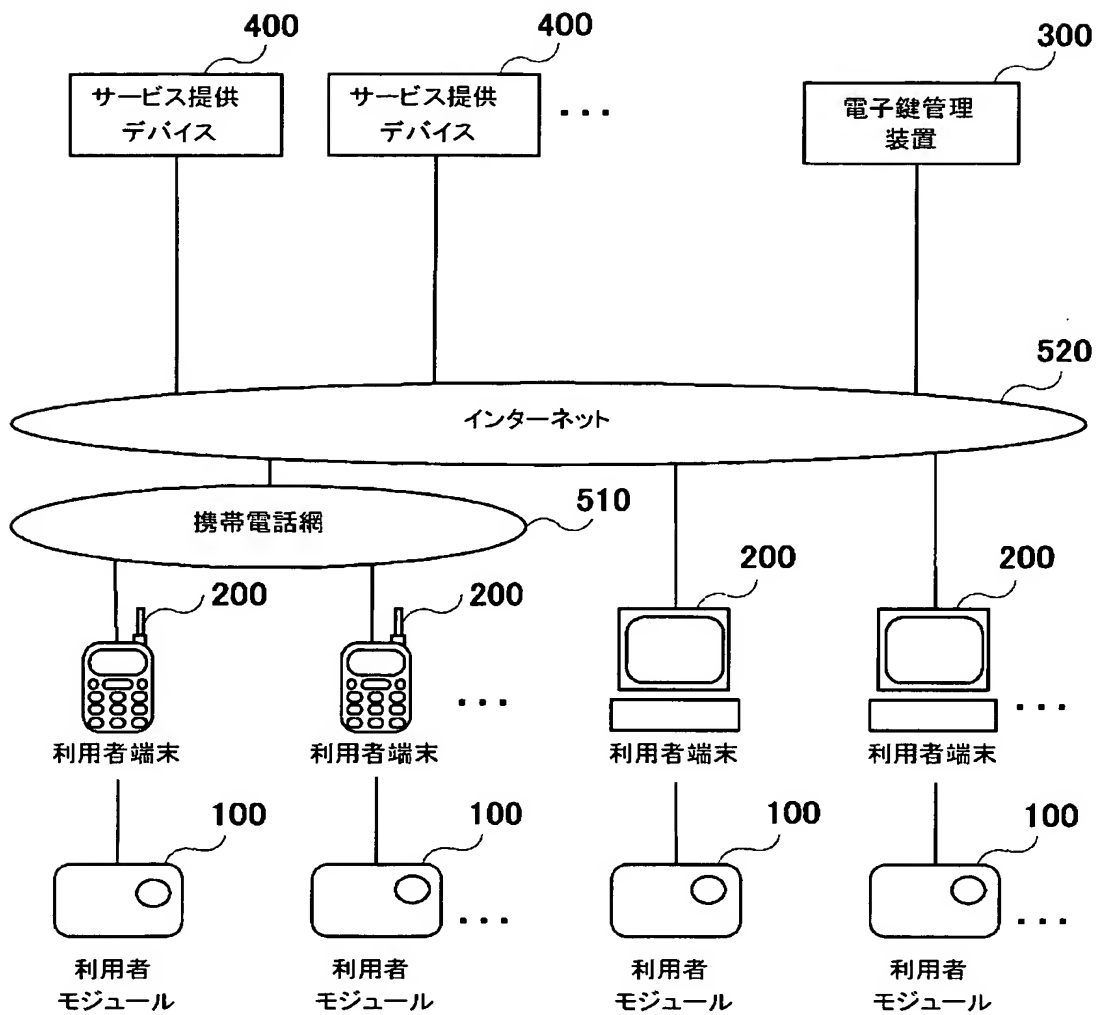 400
400
300
サービス提供
デバイス
サービス提供
デバイス
...
電子鍵管理
装置
520
インターネット
510
携帯電話網
200
200
200
200
...
...
利用者端末
利用者端末
利用者端末
利用者端末
100
100
100
100
...
...
利用者
モジュール
利用者
モジュール
利用者
モジュール
利用者
モジュール